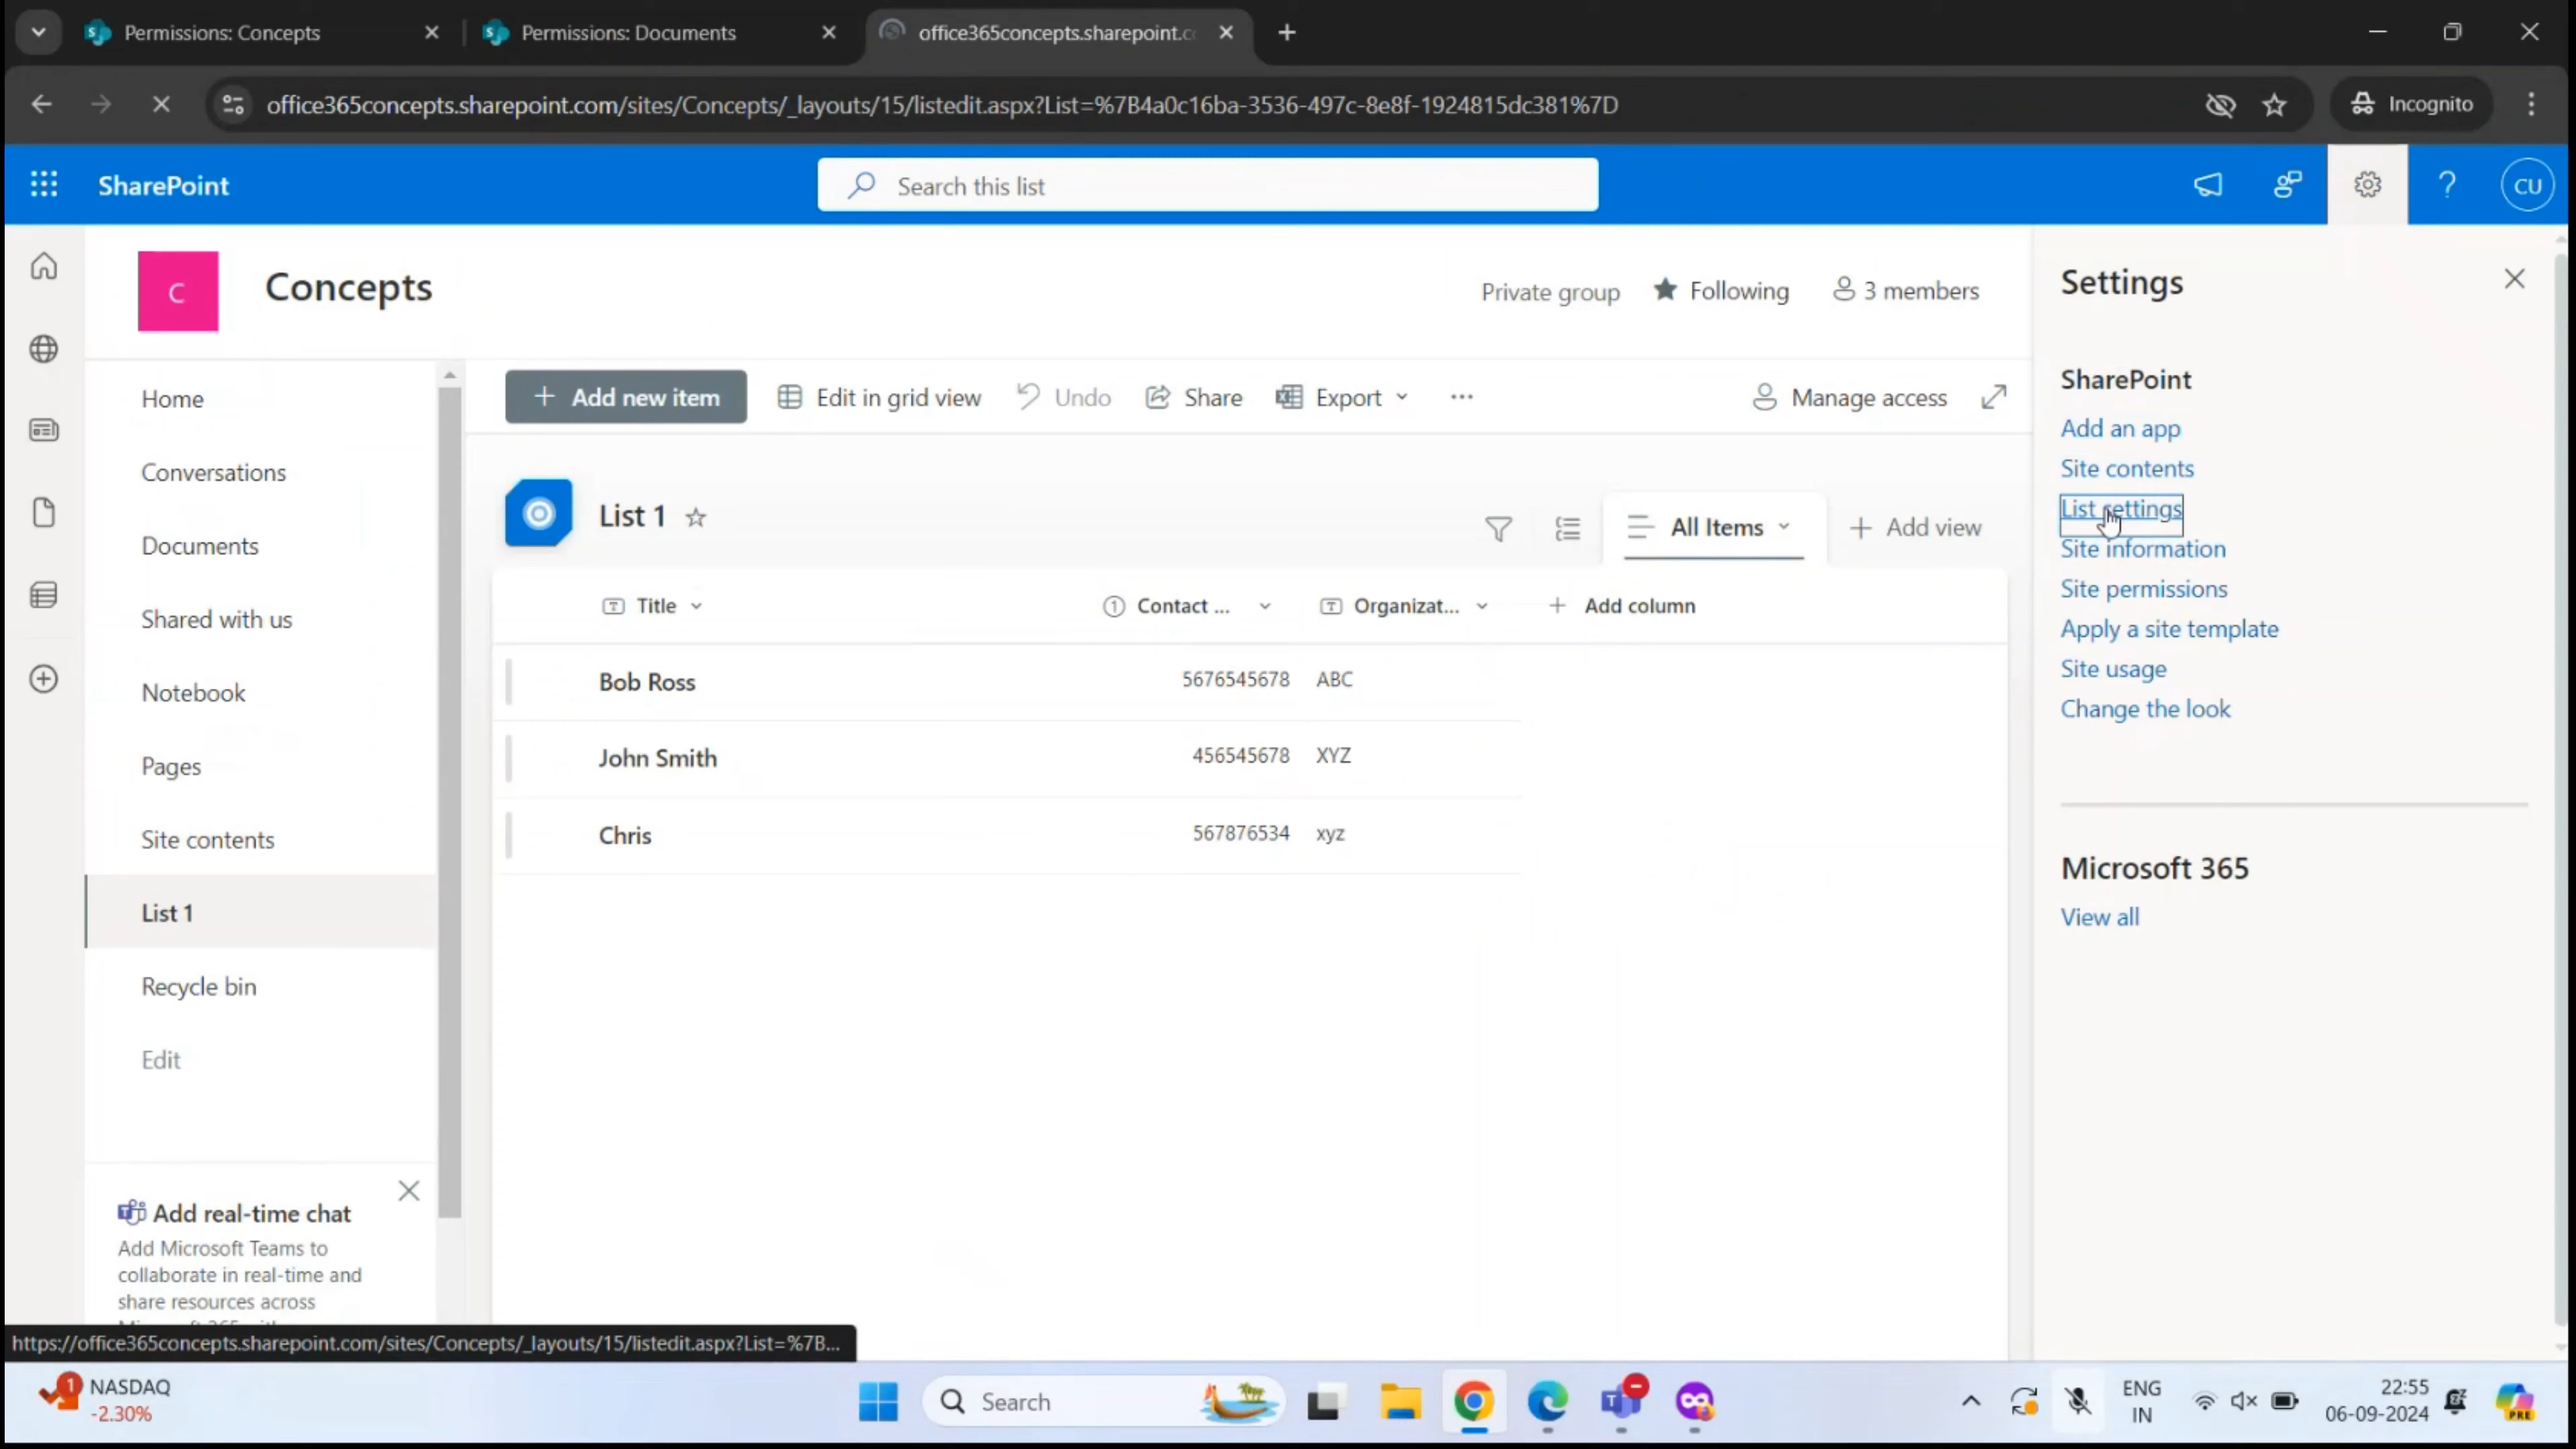 Permissions: Concepts
Permissions: Documents
office365concepts.sharepoint.c
office365concepts.sharepoint.com/sites/Concepts/_layouts/15/listedit.aspx?List=%7B4a0c16ba-3536-497c-8e8f-1924815dc381%7D
Incognito
SharePoint
Search this list
CU
C
Concepts
Private group
Following
3 members
Settings
SharePoint
Add an app
Site contents
List settings
Site information
Site permissions
Apply a site template
Site usage
Change the look
Microsoft 365
View all
Home
Conversations
Documents
Shared with us
Notebook
Pages
Site contents
List 1
Recycle bin
Edit
Add new item
Edit in grid view
Undo
Share
Export
Manage access
List 1
All Items
Add view
Title
Contact ...
Organizat...
Add column
Bob Ross 5676545678 ABC
John Smith 456545678 XYZ
Chris 567876534 xyz
Add real-time chat
Add Microsoft Teams to
collaborate in real-time and
share resources across
https://office365concepts.sharepoint.com/sites/Concepts/_layouts/15/listedit.aspx?List=%7B...
1
NASDAQ
-2.30%
Search
ENG
IN
22:55
06-09-2024
PRE